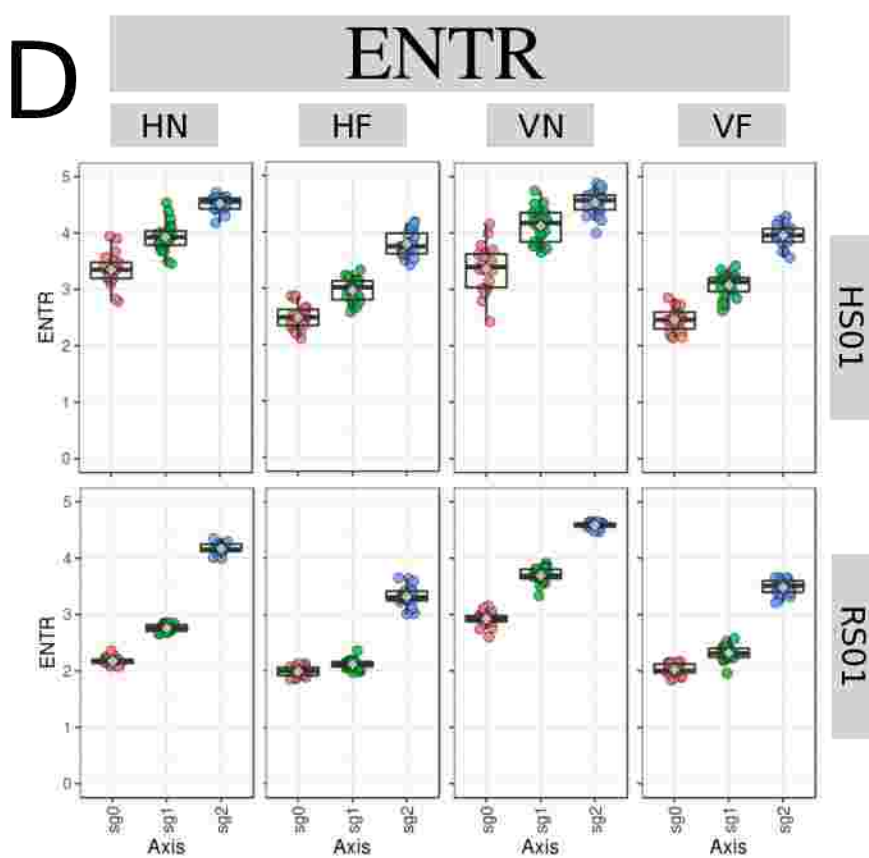 D
ENTR
HN HF VN VF
5
4
3
2
1
0
ENTR
HS01
5
4
3
2
1
0
ENTR
RS01
sg0 sg1 sg2 sg0 sg1 sg2 sg0 sg1 sg2 sg0 sg1 sg2
Axis Axis Axis Axis